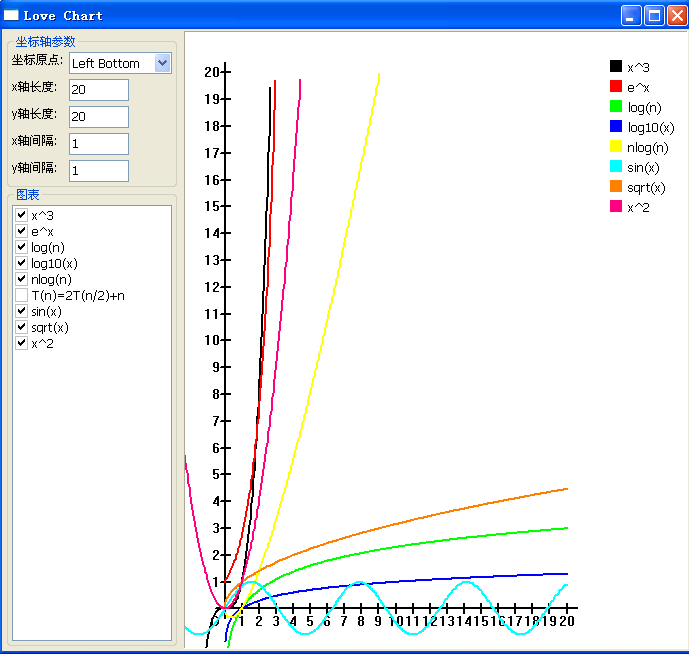 Love Chart
坐标轴参数
坐标原点: Left Bottom
x轴长度: 20
y轴长度: 20
x轴间隔: 1
y轴间隔: 1
图表
x^3
e^x
log(n)
log10(x)
nlog(n)
T(n)=2T(n/2)+n
sin(x)
sqrt(x)
x^2
20
19
18
17
16
15
14
13
12
11
10
9
8
7
6
5
4
3
2
1
1 2 3 4 5 6 7 8 9 10 11 12 13 14 15 16 17 18 19 20
x^3
e^x
log(n)
log10(x)
nlog(n)
sin(x)
sqrt(x)
x^2